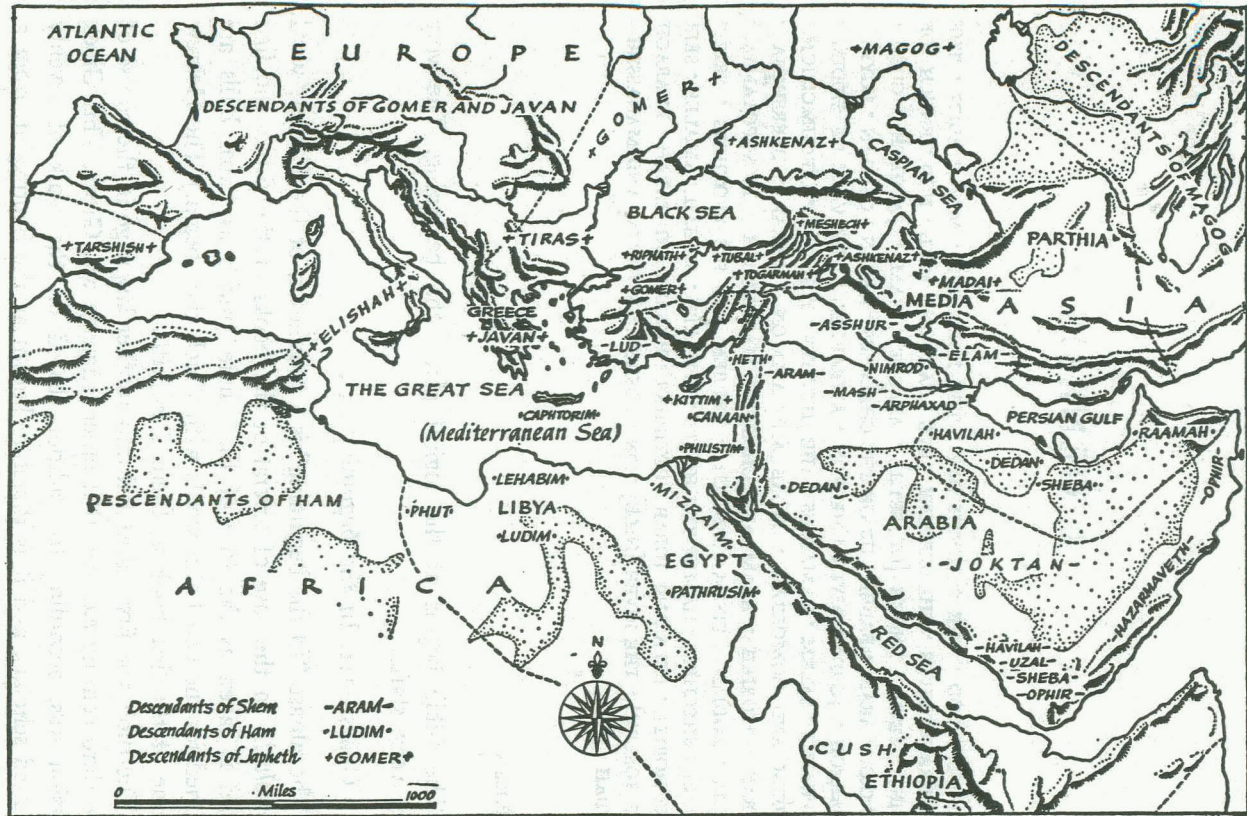 ATLANTIC
OCEAN
EUROPE
+MAGOG+
DESCENDANTS OF MAGOG
DESCENDANTS OF GOMER AND JAVAN
+GOMER+
+ASHKENAZ+
CASPIAN SEA
BLACK SEA
+MESHECH+
+TARSHISH+
+TIRAS+
+RIPHATH+
+TUBAL+
+ASHKENAZ+
PARTHIA
+TOGARMAH+
+GOMER+
+MADAI+
MEDIA
ASIA
+ELISHAH+
GREECE
+JAVAN+
-LUD-
ASSHUR-
-ELAM-
•HETH
-ARAM-
NIMROD•
THE GREAT SEA
-MASH-
-ARPHAXAD-
+KITTIM+
•CANAAN•
•CAPHTORIM•
(Mediterranean Sea)
PERSIAN GULF
•RAAMAH•
•HAVILAH•
•PHILISTIM•
DEDAN•
•SHEBA•
•OPHIR
•LEHABIM•
•DEDAN•
DESCENDANTS OF HAM
•PHUT•
LIBYA
•LUDIM•
MIZRAIM•
ARABIA
EGYPT
-JOKTAN-
AFRICA
•PATHRUSIM•
-HAZARMAVETH-
RED SEA
-HAVILAH-
-UZAL-
-SHEBA-
-OPHIR-
N
Descendants of Shem -ARAM-
Descendants of Ham •LUDIM•
Descendants of Japheth +GOMER+
•CUSH•
ETHIOPIA
0 Miles 1000